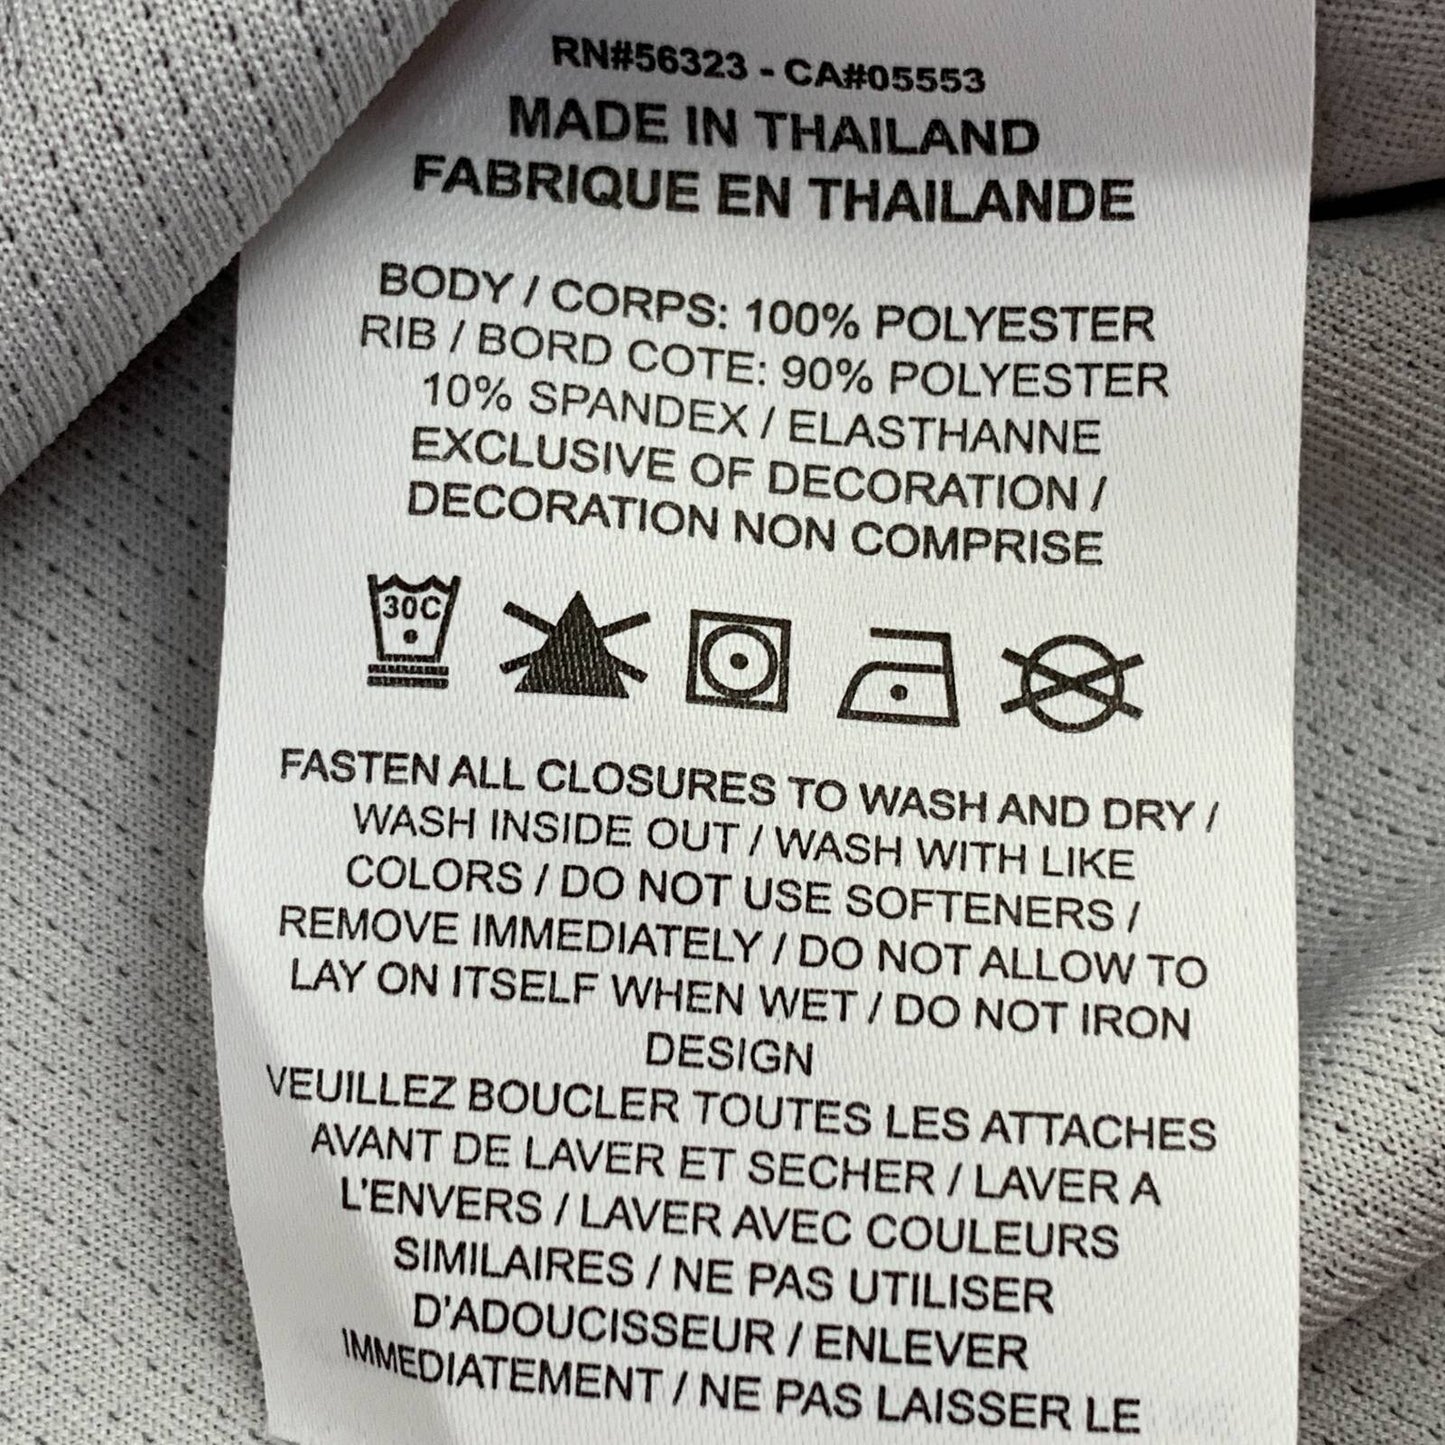 RN#56323 - CA#05553
MADE IN THAILAND
FABRIQUE EN THAILANDE
BODY / CORPS: 100% POLYESTER
RIB / BORD COTE: 90% POLYESTER
10% SPANDEX / ELASTHANNE
EXCLUSIVE OF DECORATION /
DECORATION NON COMPRISE
30C
FASTEN ALL CLOSURES TO WASH AND DRY /
WASH INSIDE OUT / WASH WITH LIKE
COLORS / DO NOT USE SOFTENERS /
REMOVE IMMEDIATELY / DO NOT ALLOW TO
LAY ON ITSELF WHEN WET / DO NOT IRON
DESIGN
VEUILLEZ BOUCLER TOUTES LES ATTACHES
AVANT DE LAVER ET SECHER / LAVER A
L'ENVERS / LAVER AVEC COULEURS
SIMILAIRES / NE PAS UTILISER
D'ADOUCISSEUR / ENLEVER
IMMEDIATEMENT / NE PAS LAISSER LE